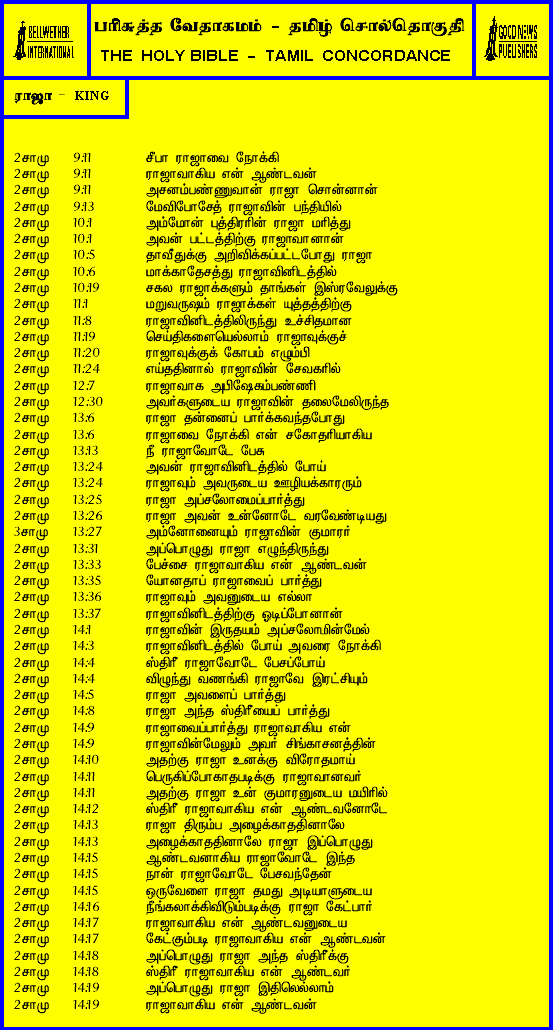 BELLWETHER INTERNATIONAL
பரிசுத்த வேதாகமம் - தமிழ் சொல்தொகுதி
THE HOLY BIBLE - TAMIL CONCORDANCE
GOOD NEWS PUBLISHERS
ராஜா - KING
2சாமு 9:11 சீபா ராஜாவை நோக்கி
2சாமு 9:11 ராஜாவாகிய என் ஆண்டவன்
2சாமு 9:11 அசனம்பண்ணுவான் ராஜா சொன்னான்
2சாமு 9:13 மேவிபோசேத் ராஜாவின் பந்தியில்
2சாமு 10:1 அம்மோன் புத்திரரின் ராஜா மரித்து
2சாமு 10:1 அவன் பட்டத்திற்கு ராஜாவானான்
2சாமு 10:5 தாவீதுக்கு அறிவிக்கப்பட்டபோது ராஜா
2சாமு 10:6 மாக்காதேசத்து ராஜாவினிடத்தில்
2சாமு 10:19 சகல ராஜாக்களும் தாங்கள் இஸ்ரவேலுக்கு
2சாமு 11:1 மறுவருஷம் ராஜாக்கள் யுத்தத்திற்கு
2சாமு 11:8 ராஜாவினிடத்திலிருந்து உச்சிதமான
2சாமு 11:19 செய்திகளையெல்லாம் ராஜாவுக்குச்
2சாமு 11:20 ராஜாவுக்குக் கோபம் எழும்பி
2சாமு 11:24 எய்ததினால் ராஜாவின் சேவகரில்
2சாமு 12:7 ராஜாவாக அபிஷேகம்பண்ணி
2சாமு 12:30 அவர்களுடைய ராஜாவின் தலைமேலிருந்த
2சாமு 13:6 ராஜா தன்னைப் பார்க்கவந்தபோது
2சாமு 13:6 ராஜாவை நோக்கி என் சகோதரியாகிய
2சாமு 13:13 நீ ராஜாவோடே பேசு
2சாமு 13:24 அவன் ராஜாவினிடத்தில் போய்
2சாமு 13:24 ராஜாவும் அவருடைய ஊழியக்காரரும்
2சாமு 13:25 ராஜா அப்சலோமைப்பார்த்து
2சாமு 13:26 ராஜா அவன் உன்னோடே வரவேண்டியது
3சாமு 13:27 அம்னோனையும் ராஜாவின் குமாரர்
2சாமு 13:31 அப்பொழுது ராஜா எழுந்திருந்து
2சாமு 13:33 பேச்சை ராஜாவாகிய என் ஆண்டவன்
2சாமு 13:35 யோனதாப் ராஜாவைப் பார்த்து
2சாமு 13:36 ராஜாவும் அவனுடைய எல்லா
2சாமு 13:37 ராஜாவினிடத்திற்கு ஓடிப்போனான்
2சாமு 14:1 ராஜாவின் இருதயம் அப்சலோமின்மேல்
2சாமு 14:3 ராஜாவினிடத்தில் போய் அவரை நோக்கி
2சாமு 14:4 ஸ்திரீ ராஜாவோடே பேசப்போய்
2சாமு 14:4 விழுந்து வணங்கி ராஜாவே இரட்சியும்
2சாமு 14:5 ராஜா அவளைப் பார்த்து
2சாமு 14:8 ராஜா அந்த ஸ்திரீயைப் பார்த்து
2சாமு 14:9 ராஜாவைப்பார்த்து ராஜாவாகிய என்
2சாமு 14:9 ராஜாவின்மேலும் அவர் சிங்காசனத்தின்
2சாமு 14:10 அதற்கு ராஜா உனக்கு விரோதமாய்
2சாமு 14:11 பெருகிப்போகாதபடிக்கு ராஜாவானவர்
2சாமு 14:11 அதற்கு ராஜா உன் குமாரனுடைய மயிரில்
2சாமு 14:12 ஸ்திரீ ராஜாவாகிய என் ஆண்டவனோடே
2சாமு 14:13 ராஜா திரும்ப அழைக்காததினாலே
2சாமு 14:13 அழைக்காததினாலே ராஜா இப்பொழுது
2சாமு 14:15 ஆண்டவனாகிய ராஜாவோடே இந்த
2சாமு 14:15 நான் ராஜாவோடே பேசவந்தேன்
2சாமு 14:15 ஒருவேளை ராஜா தமது அடியாளுடைய
2சாமு 14:16 நீங்கலாக்கிவிடும்படிக்கு ராஜா கேட்பார்
2சாமு 14:17 ராஜாவாகிய என் ஆண்டவனுடைய
2சாமு 14:17 கேட்கும்படி ராஜாவாகிய என் ஆண்டவன்
2சாமு 14:18 அப்பொழுது ராஜா அந்த ஸ்திரீக்கு
2சாமு 14:18 ஸ்திரீ ராஜாவாகிய என் ஆண்டவர்
2சாமு 14:19 அப்பொழுது ராஜா இதிலெல்லாம்
2சாமு 14:19 ராஜாவாகிய என் ஆண்டவன்